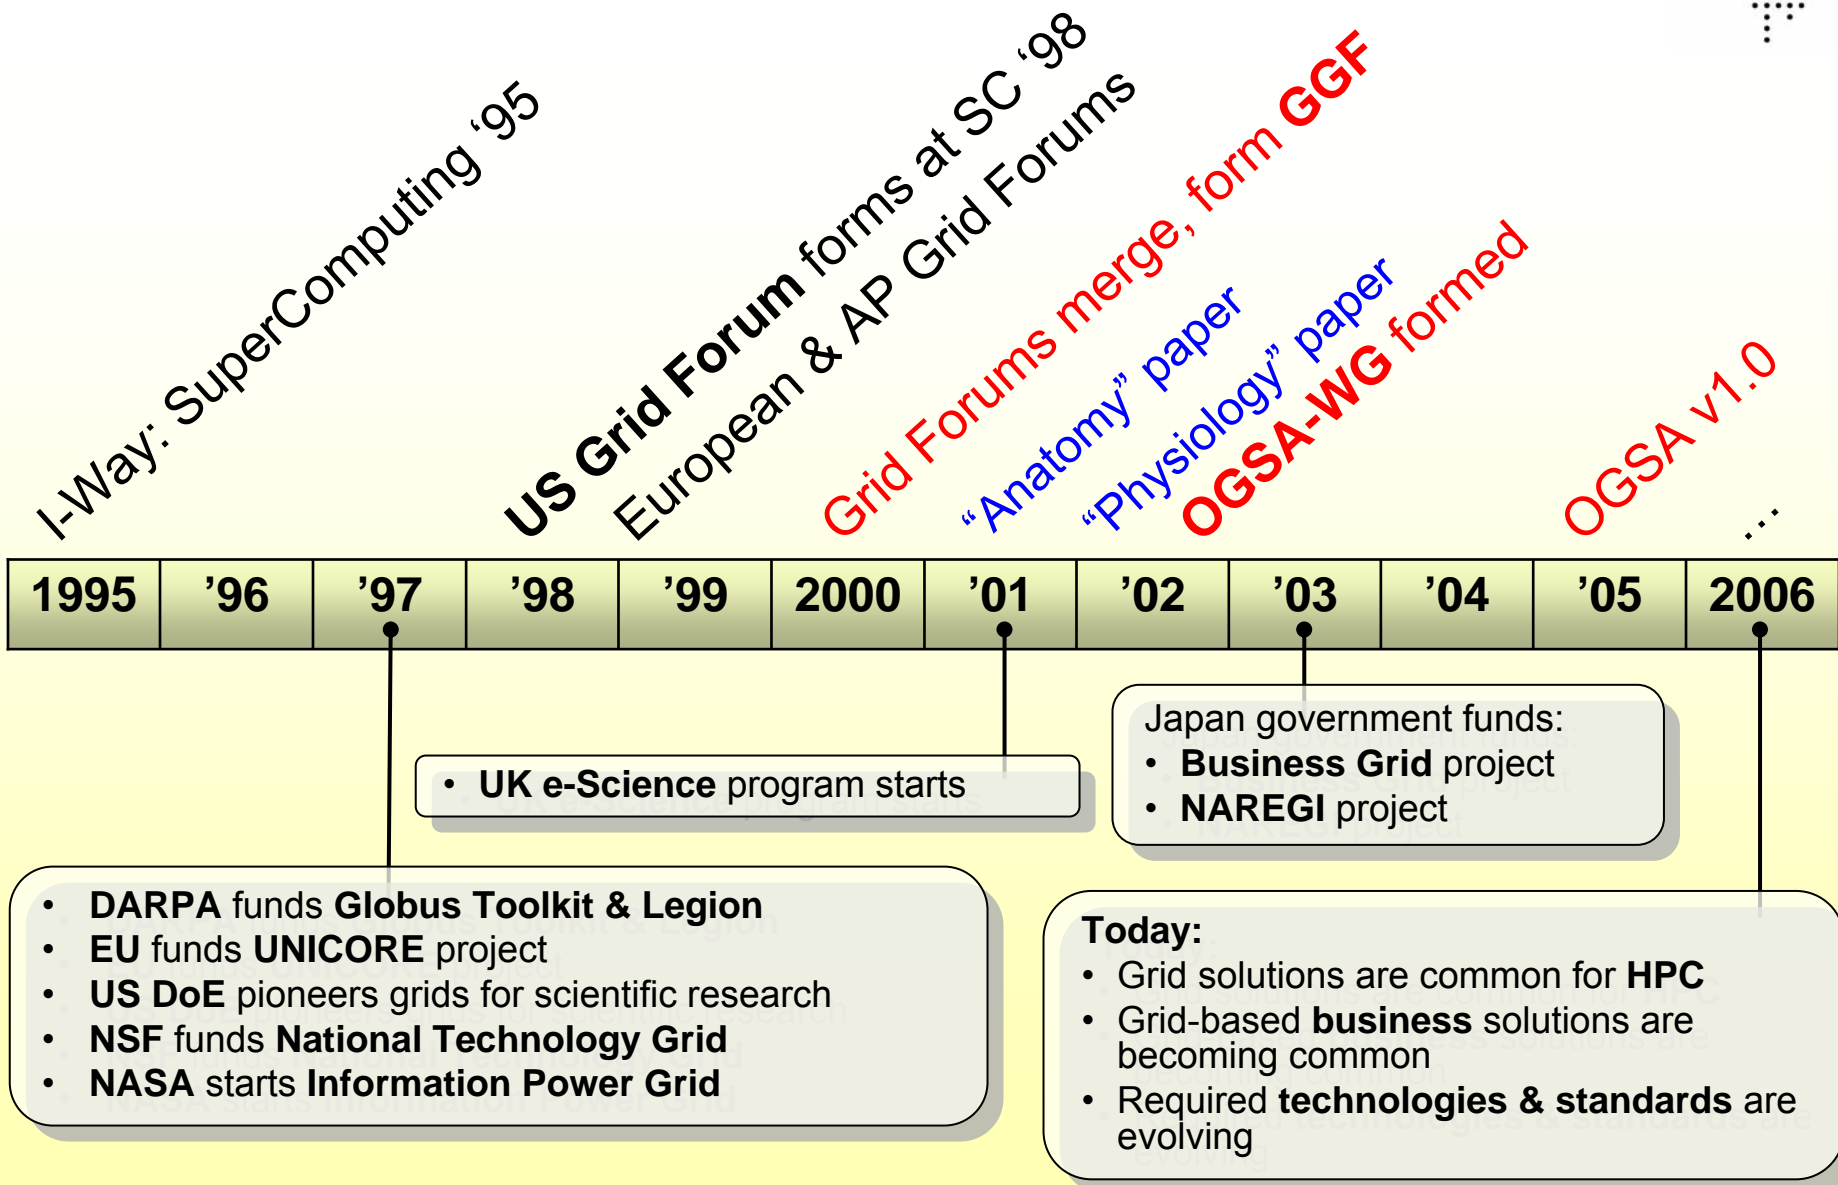 I-Way: SuperComputing ‘95
US Grid Forum forms at SC ‘98
European & AP Grid Forums
Grid Forums merge, form GGF
“Anatomy” paper
“Physiology” paper
OGSA-WG formed
OGSA v1.0
…
1995 ’96 ’97 ’98 ’99 2000 ’01 ’02 ’03 ’04 ’05 2006
Japan government funds:
• Business Grid project
• NAREGI project
• UK e-Science program starts
• DARPA funds Globus Toolkit & Legion
• EU funds UNICORE project
• US DoE pioneers grids for scientific research
• NSF funds National Technology Grid
• NASA starts Information Power Grid
Today:
• Grid solutions are common for HPC
• Grid-based business solutions are
becoming common
• Required technologies & standards are
evolving